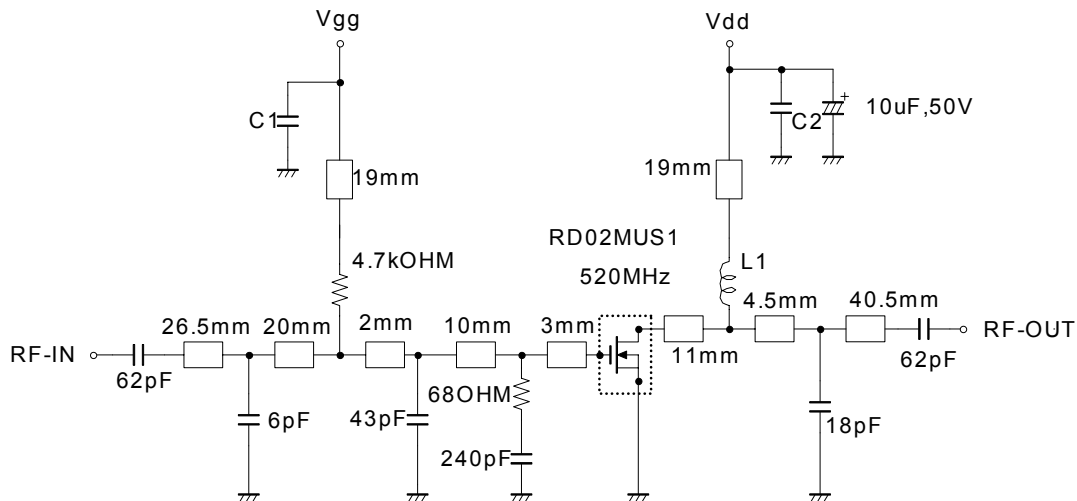 Vgg
Vdd
C1
C2
+
10uF,50V
19mm
19mm
RD02MUS1
520MHz
4.7kOHM
L1
26.5mm
20mm
2mm
10mm
3mm
11mm
4.5mm
40.5mm
RF-IN
RF-OUT
62pF
62pF
6pF
43pF
68OHM
240pF
18pF